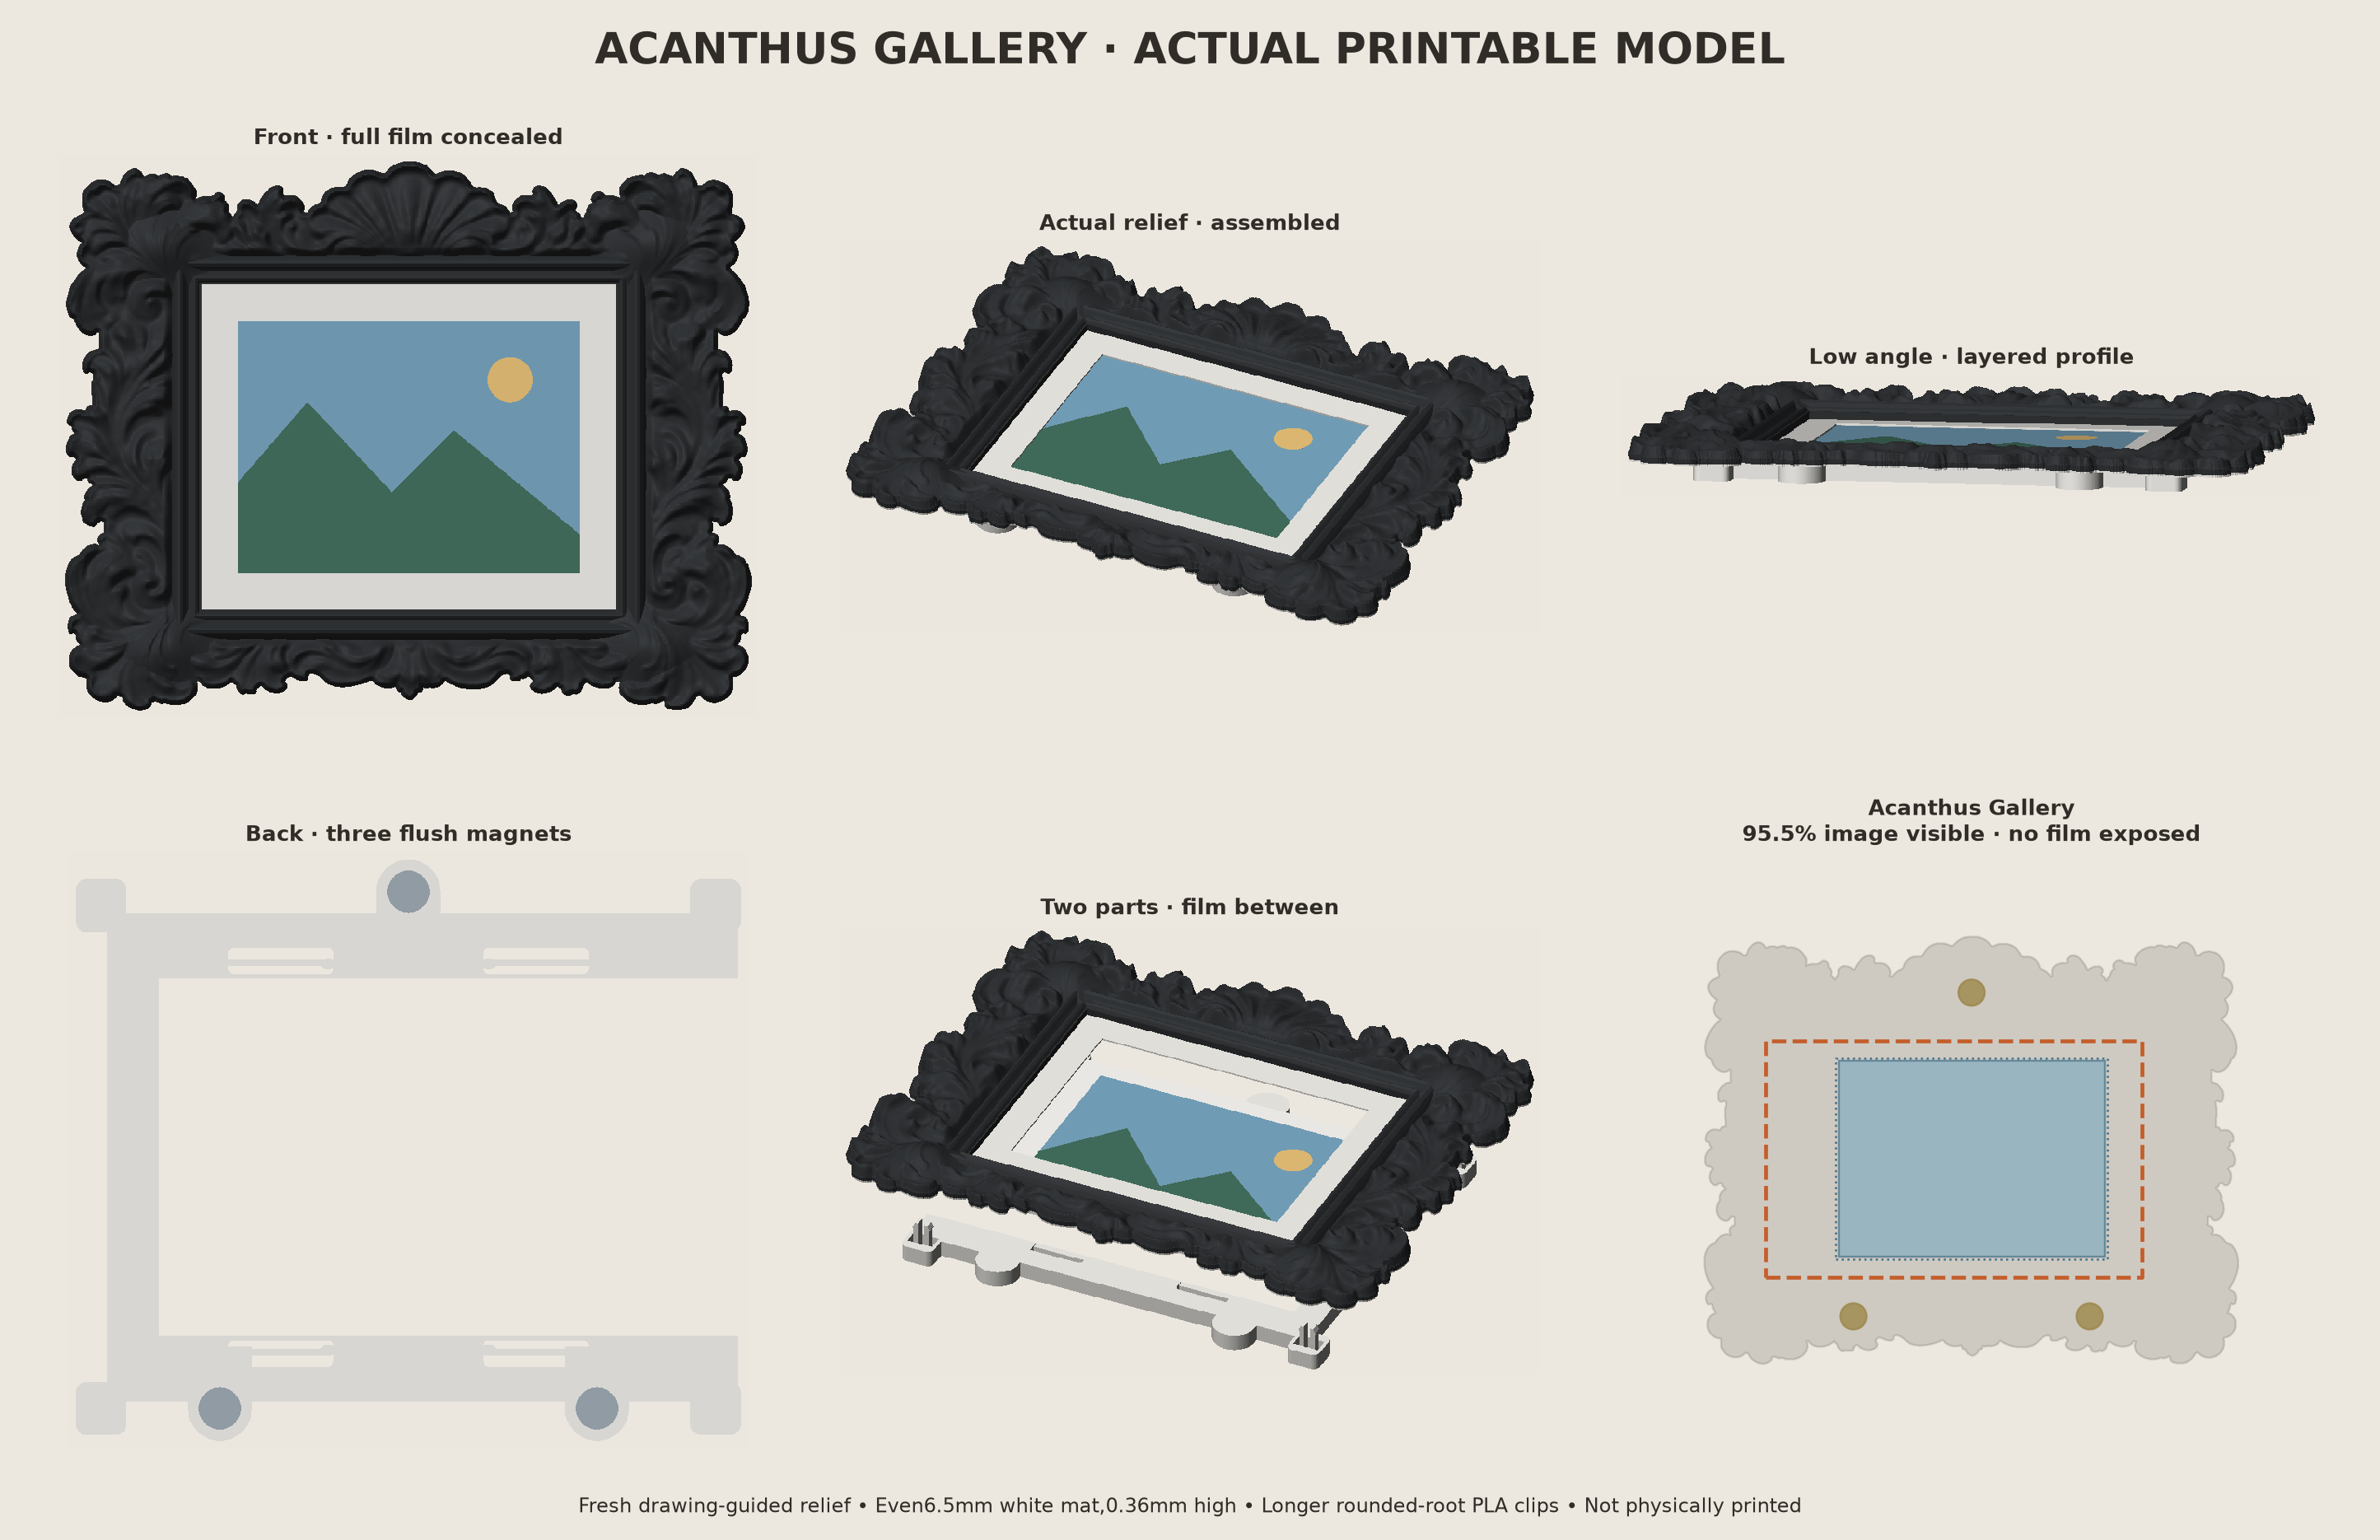 ACANTHUS GALLERY · ACTUAL PRINTABLE MODEL
Front · full film concealed
Actual relief · assembled
Low angle · layered profile
Back · three flush magnets
Two parts · film between
Acanthus Gallery
95.5% image visible · no film exposed
Fresh drawing-guided relief • Even6.5mm white mat,0.36mm high • Longer rounded-root PLA clips • Not physically printed